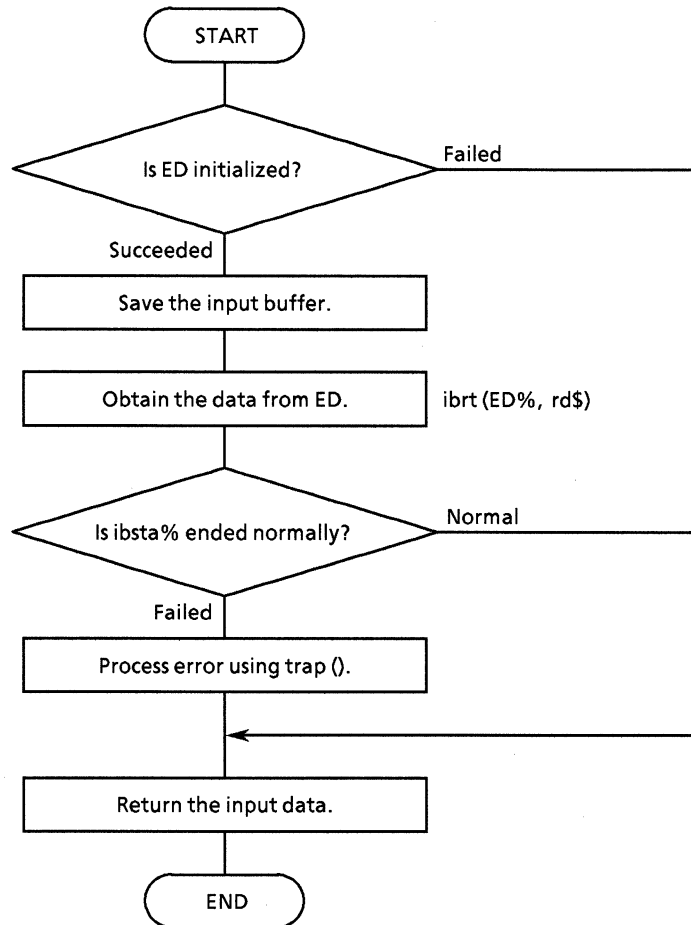 START
Is ED initialized?
Failed
Succeeded
Save the input buffer.
Obtain the data from ED.
ibrt (ED%, rd$)
Is ibsta% ended normally?
Normal
Failed
Process error using trap ().
Return the input data.
END